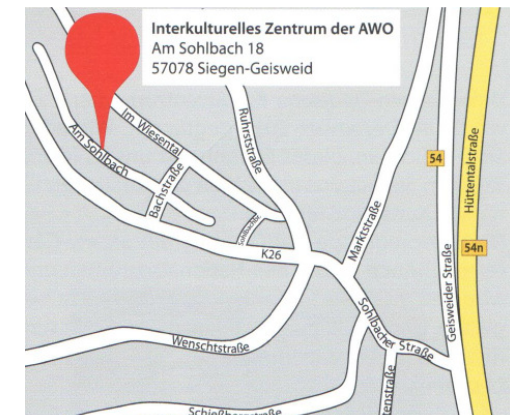 Interkulturelles Zentrum der AWO
Am Sohlbach 18
57078 Siegen-Geisweid
Im Wiesental
Am Sohlbach
Bachstraße
Ruhrststraße
K26
Marktstraße
54
Hüttentalstraße
54n
Geisweider Straße
Sohlbacher Straße
Wenschtstraße